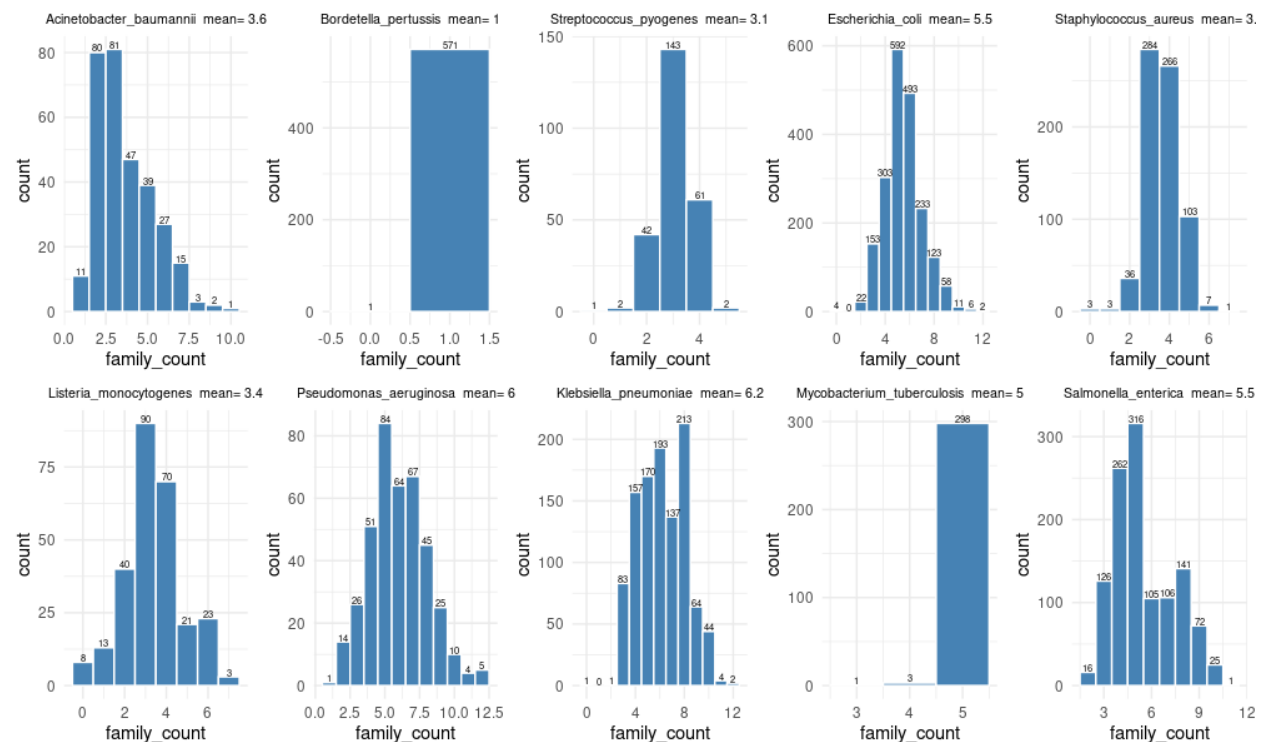 Acinetobacter_baumannii mean= 3.6
80 81
80
60
47
count
40
39
27
20
15
11
3 2 1
0
0.0 2.5 5.0 7.5 10.0
family_count
Bordetella_pertussis mean= 1
571
400
count
200
1
0
-0.5 0.0 0.5 1.0 1.5
family_count
Streptococcus_pyogenes mean= 3.1
150
143
100
count
61
50
42
1 2 2
0
0 2 4
family_count
Escherichia_coli mean= 5.5
600
592
493
400
303
count
233
200
153
123
58
22
4 0 11 6 2
0
0 4 8 12
family_count
Staphylococcus_aureus mean= 3.
284
266
200
count
103
100
36
3 3 7 1
0
0 2 4 6
family_count
Listeria_monocytogenes mean= 3.4
90
75
70
50
count
40
25
21 23
13
8
3
0
0 2 4 6
family_count
Pseudomonas_aeruginosa mean= 6
84
80
67
64
60
51
45
count
40
26 25
20
14
10
1 4 5
0
0.0 2.5 5.0 7.5 10.0 12.5
family_count
Klebsiella_pneumoniae mean= 6.2
213
200
193
170
157
150
137
count
100
83
64
50
44
1 0 1 4 2
0
0 4 8 12
family_count
Mycobacterium_tuberculosis mean= 5
300
298
200
count
100
1 3
0
3 4 5
family_count
Salmonella_enterica mean= 5.5
316
300
262
200
count
141
126
105 106
100
72
25
16
1
0
3 6 9 12
family_count